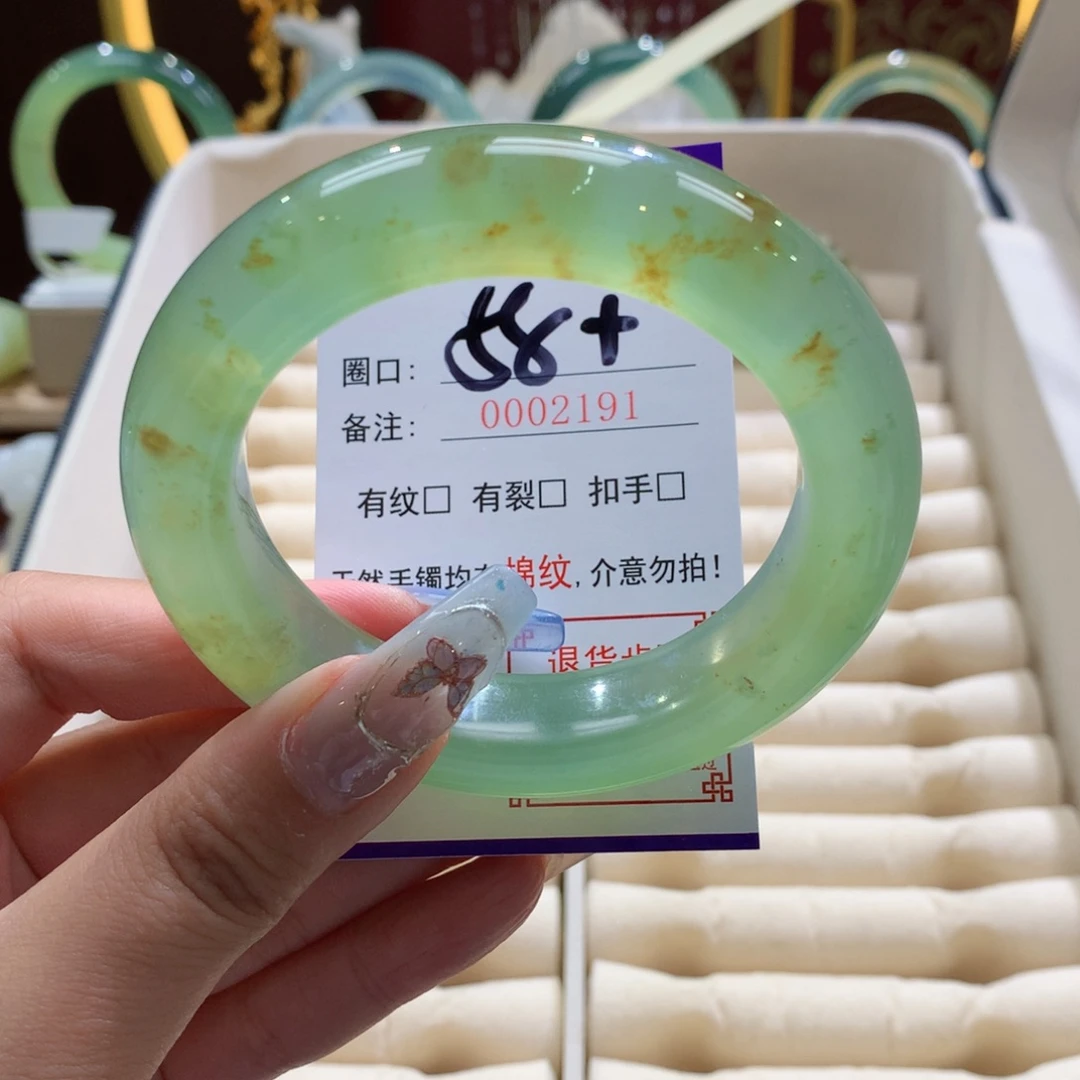 圈口: 58+
备注: 0002191
有纹□ 有裂□ 扣手□
天然手镯均有棉纹,介意勿拍!
退货